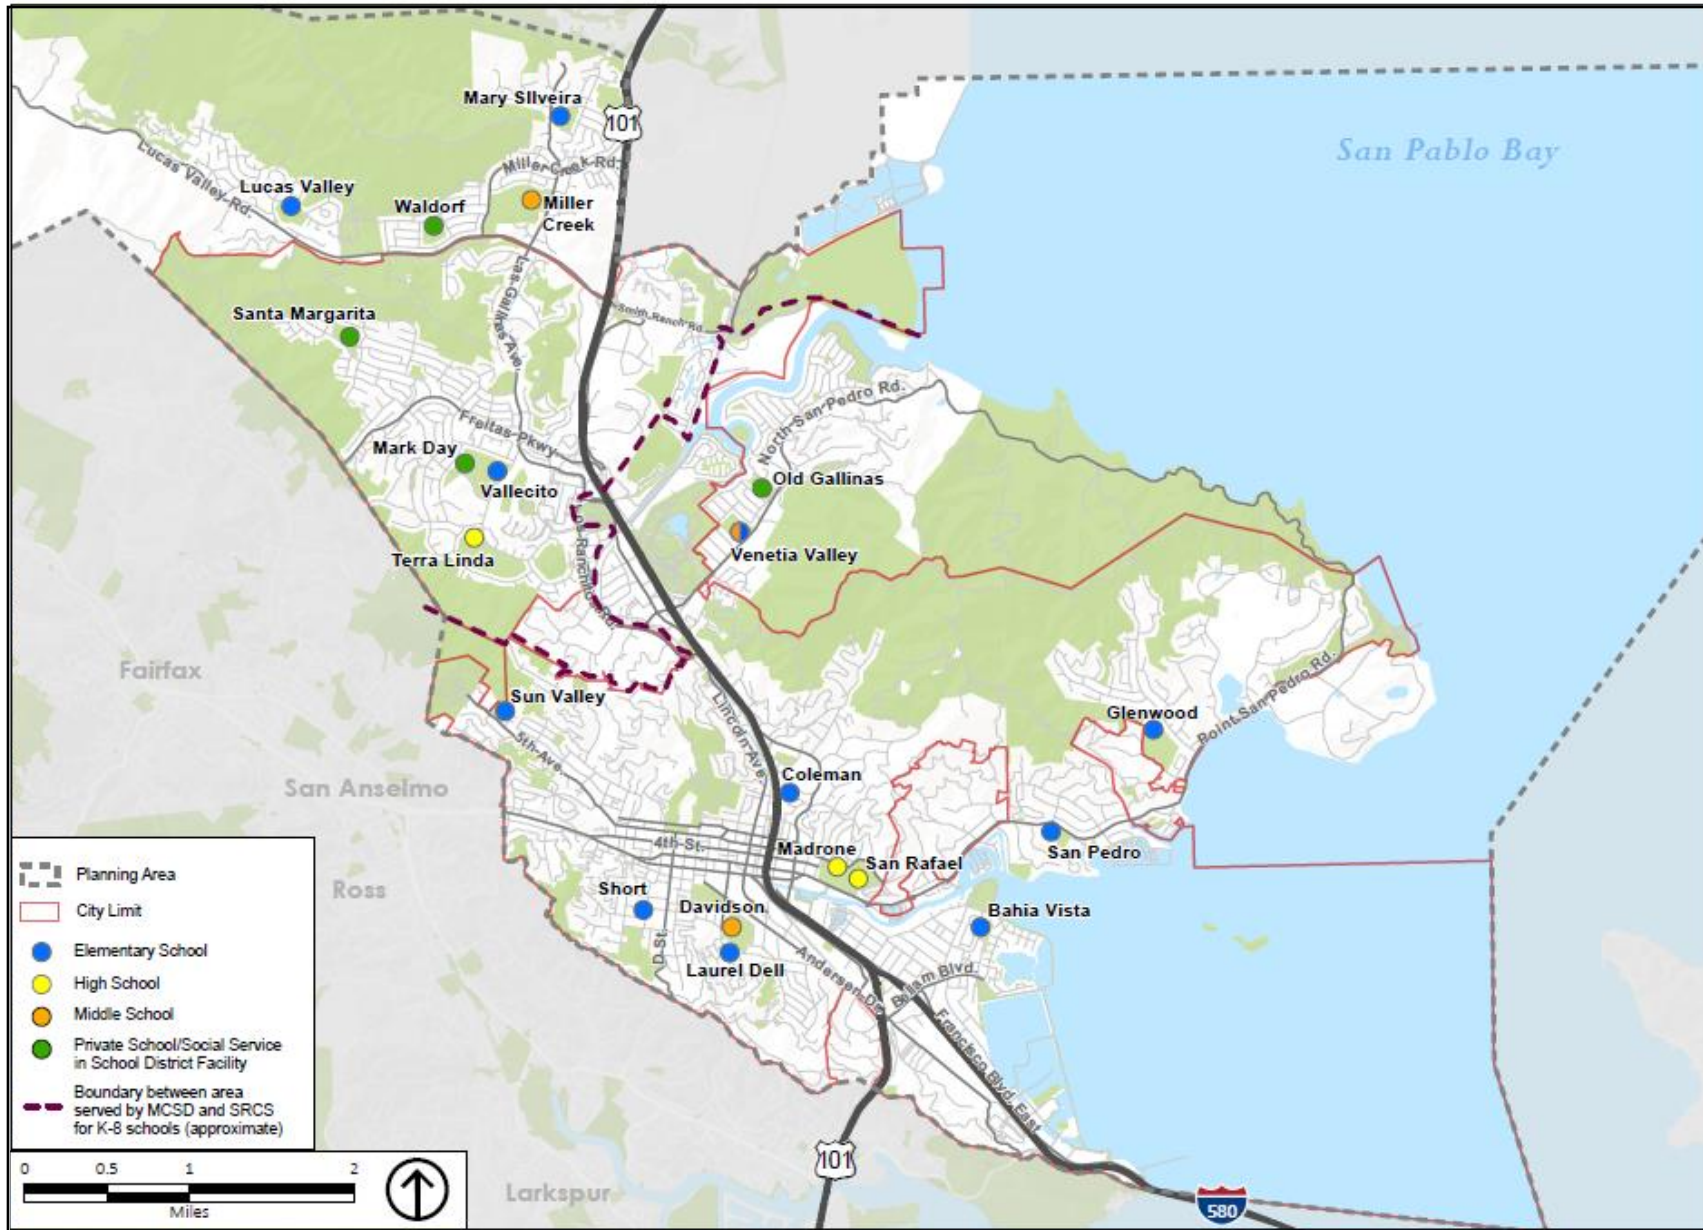 Mary SIlveira
101
San Pablo Bay
Lucas Valley Rd.
Miller Creek Rd.
Lucas Valley
Waldorf
Miller
Creek
Las Gallinas Ave.
Santa Margarita
Smith Ranch Rd.
North San Pedro Rd.
Freitas Pkwy
Mark Day
Vallecito
Old Gallinas
Los Ranchitos Rd.
Terra Linda
Venetia Valley
Fairfax
Sun Valley
Lincoln Ave.
Glenwood
Point San Pedro Rd.
5th Ave.
San Anselmo
Coleman
4th St.
Madrone
San Rafael
San Pedro
Ross
Short
Davidson
Bahia Vista
D St.
Laurel Dell
Andersen Dr.
Bellam Blvd.
Francisco Blvd. East
Planning Area
City Limit
Elementary School
High School
Middle School
Private School/Social Service
in School District Facility
Boundary between area
served by MCSD and SRCS
for K-8 schools (approximate)
0 0.5 1 2
Miles
101
Larkspur
580